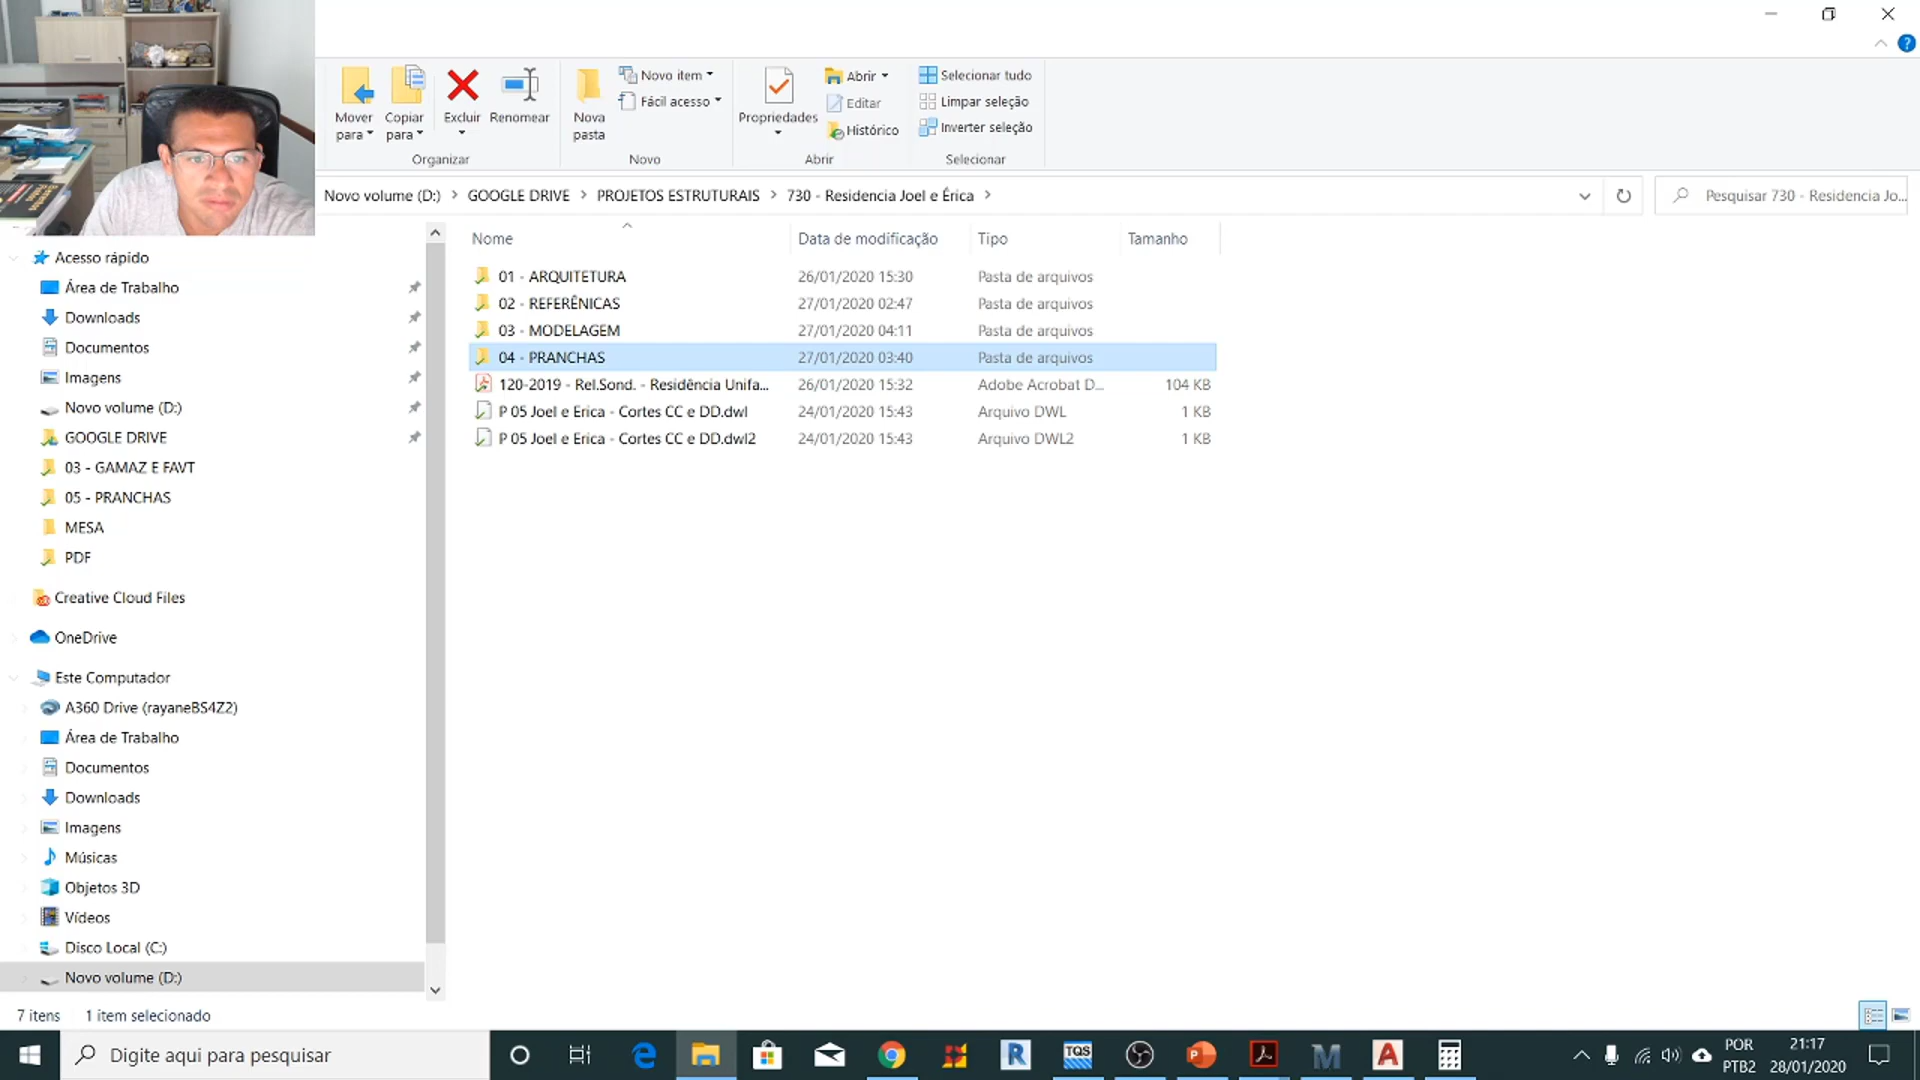 Mover para
Copiar para
Excluir
Renomear
Organizar
Nova pasta
Novo item
Fácil acesso
Novo
Propriedades
Abrir
Editar
Histórico
Abrir
Selecionar tudo
Limpar seleção
Inverter seleção
Selecionar
Novo volume (D:) > GOOGLE DRIVE > PROJETOS ESTRUTURAIS > 730 - Residencia Joel e Érica >
Pesquisar 730 - Residencia Jo...
Acesso rápido
Área de Trabalho
Downloads
Documentos
Imagens
Novo volume (D:)
GOOGLE DRIVE
03 - GAMAZ E FAVT
05 - PRANCHAS
MESA
PDF
Creative Cloud Files
OneDrive
Este Computador
A360 Drive (rayaneBS4Z2)
Área de Trabalho
Documentos
Downloads
Imagens
Músicas
Objetos 3D
Vídeos
Disco Local (C:)
Novo volume (D:)
Nome Data de modificação Tipo Tamanho
01 - ARQUITETURA 26/01/2020 15:30 Pasta de arquivos
02 - REFERÊNICAS 27/01/2020 02:47 Pasta de arquivos
03 - MODELAGEM 27/01/2020 04:11 Pasta de arquivos
04 - PRANCHAS 27/01/2020 03:40 Pasta de arquivos
120-2019 - Rel.Sond. - Residência Unifa... 26/01/2020 15:32 Adobe Acrobat D... 104 KB
P 05 Joel e Erica - Cortes CC e DD.dwl 24/01/2020 15:43 Arquivo DWL 1 KB
P 05 Joel e Erica - Cortes CC e DD.dwl2 24/01/2020 15:43 Arquivo DWL2 1 KB
7 itens 1 item selecionado
Digite aqui para pesquisar
TQS
POR
PTB2
21:17
28/01/2020